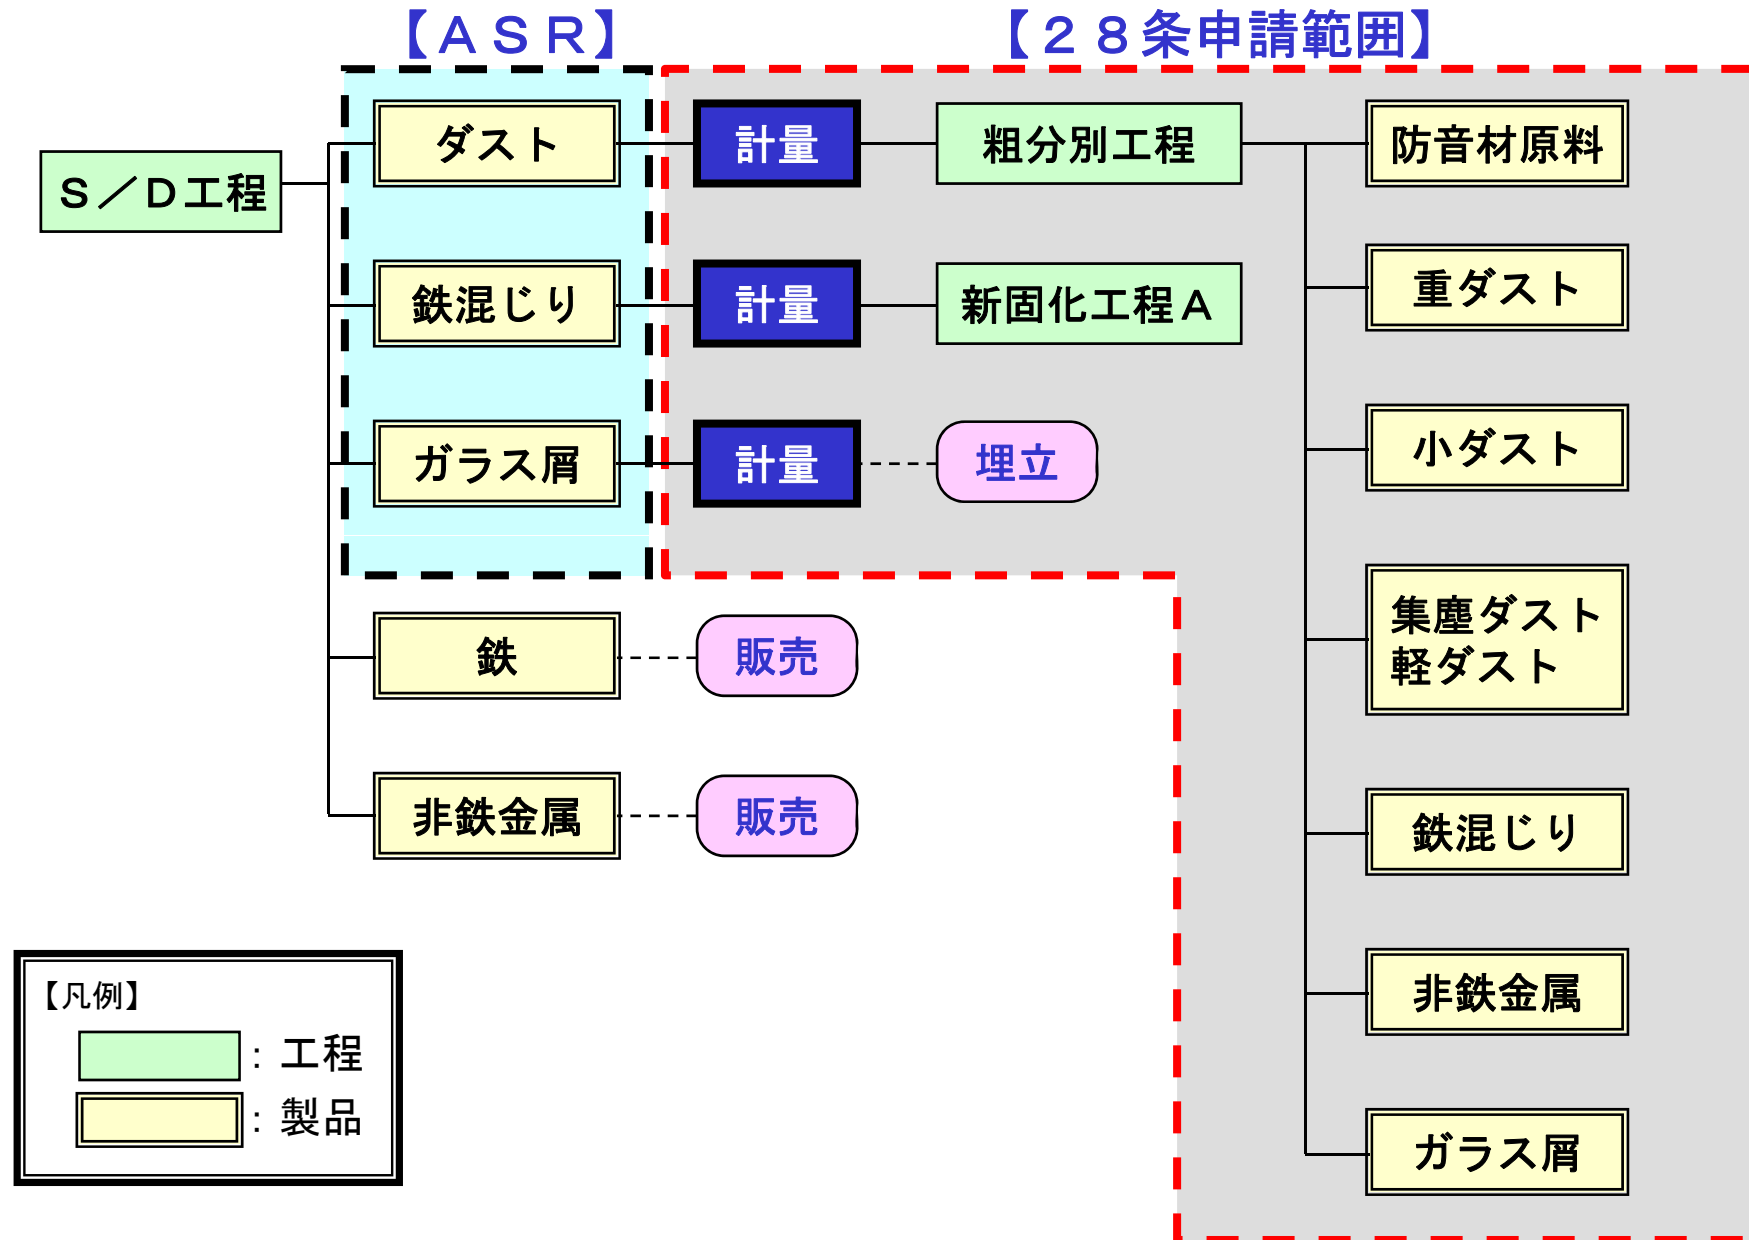 【ＡＳＲ】
【２８条申請範囲】
Ｓ／Ｄ工程
ダスト
計量
粗分別工程
防音材原料
重ダスト
鉄混じり
計量
新固化工程Ａ
小ダスト
ガラス屑
計量
埋立
集塵ダスト
軽ダスト
鉄
販売
鉄混じり
非鉄金属
販売
非鉄金属
ガラス屑
【凡例】
：工程
：製品